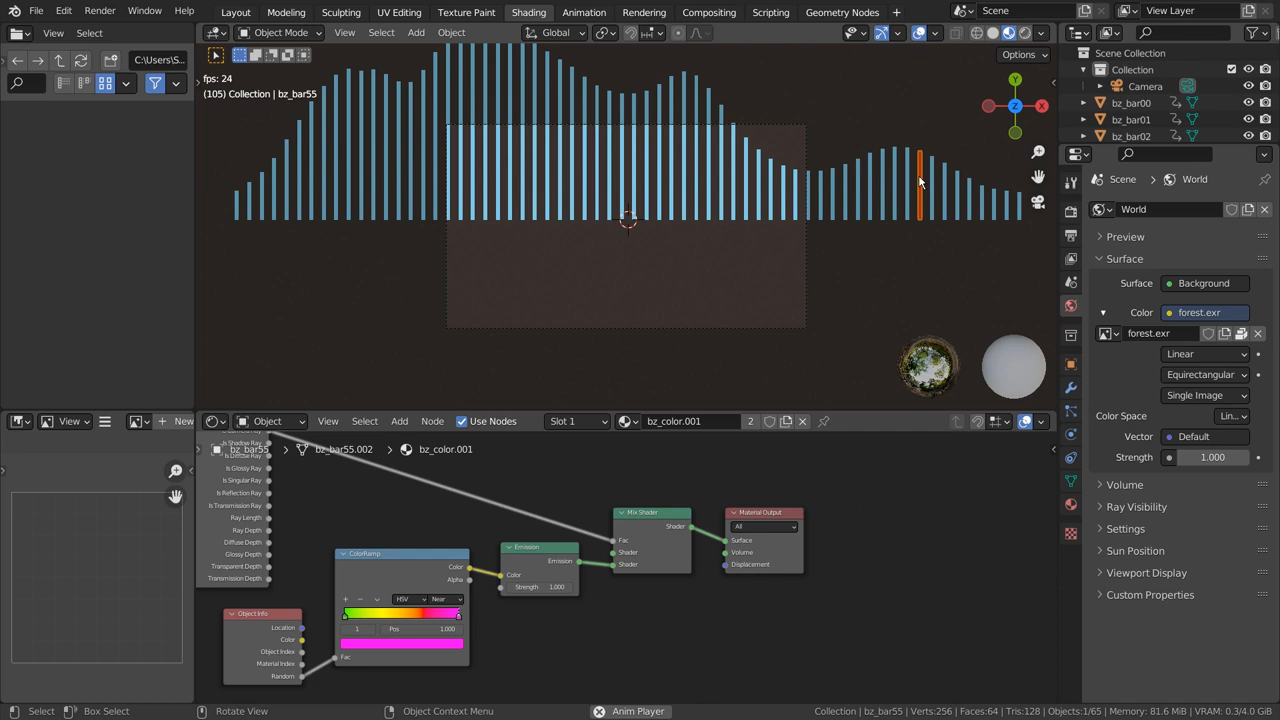 File Edit Render Window Help Layout Modeling Sculpting UV Editing Texture Paint Shading Animation Rendering Compositing Scripting Geometry Nodes + Scene View Layer
View Select Object Mode View Select Add Object Global
C:\Users\S... Options
fps: 24
(105) Collection | bz_bar55
Y
X
Z
Scene Collection
Collection
Camera
bz_bar00
bz_bar01
bz_bar02
Scene > World
World
Preview
Surface
Surface Background
Color forest.exr
forest.exr
Linear
Equirectangular
Single Image
Color Space Lin...
Vector Default
Strength 1.000
Volume
Ray Visibility
Settings
Sun Position
Viewport Display
Custom Properties
View New Object View Select Add Node Use Nodes Slot 1 bz_color.001 2
bz_bar55 > bz_bar55.002 > bz_color.001
Is Shadow Ray
Is Diffuse Ray
Is Glossy Ray
Is Singular Ray
Is Reflection Ray
Is Transmission Ray
Ray Length
Ray Depth
Diffuse Depth
Glossy Depth
Transparent Depth
Transmission Depth
Object Info
Location
Color
Object Index
Material Index
Random
ColorRamp
Color
Alpha
HSV Near
1 Pos 1.000
Fac
Emission
Emission
Color
Strength 1.000
Mix Shader
Shader
Fac
Shader
Shader
Material Output
All
Surface
Volume
Displacement
Select Box Select Rotate View Object Context Menu Anim Player Collection | bz_bar55 | Verts:256 | Faces:64 | Tris:128 | Objects:1/65 | Memory: 81.6 MiB | VRAM: 0.3/4.0 GiB